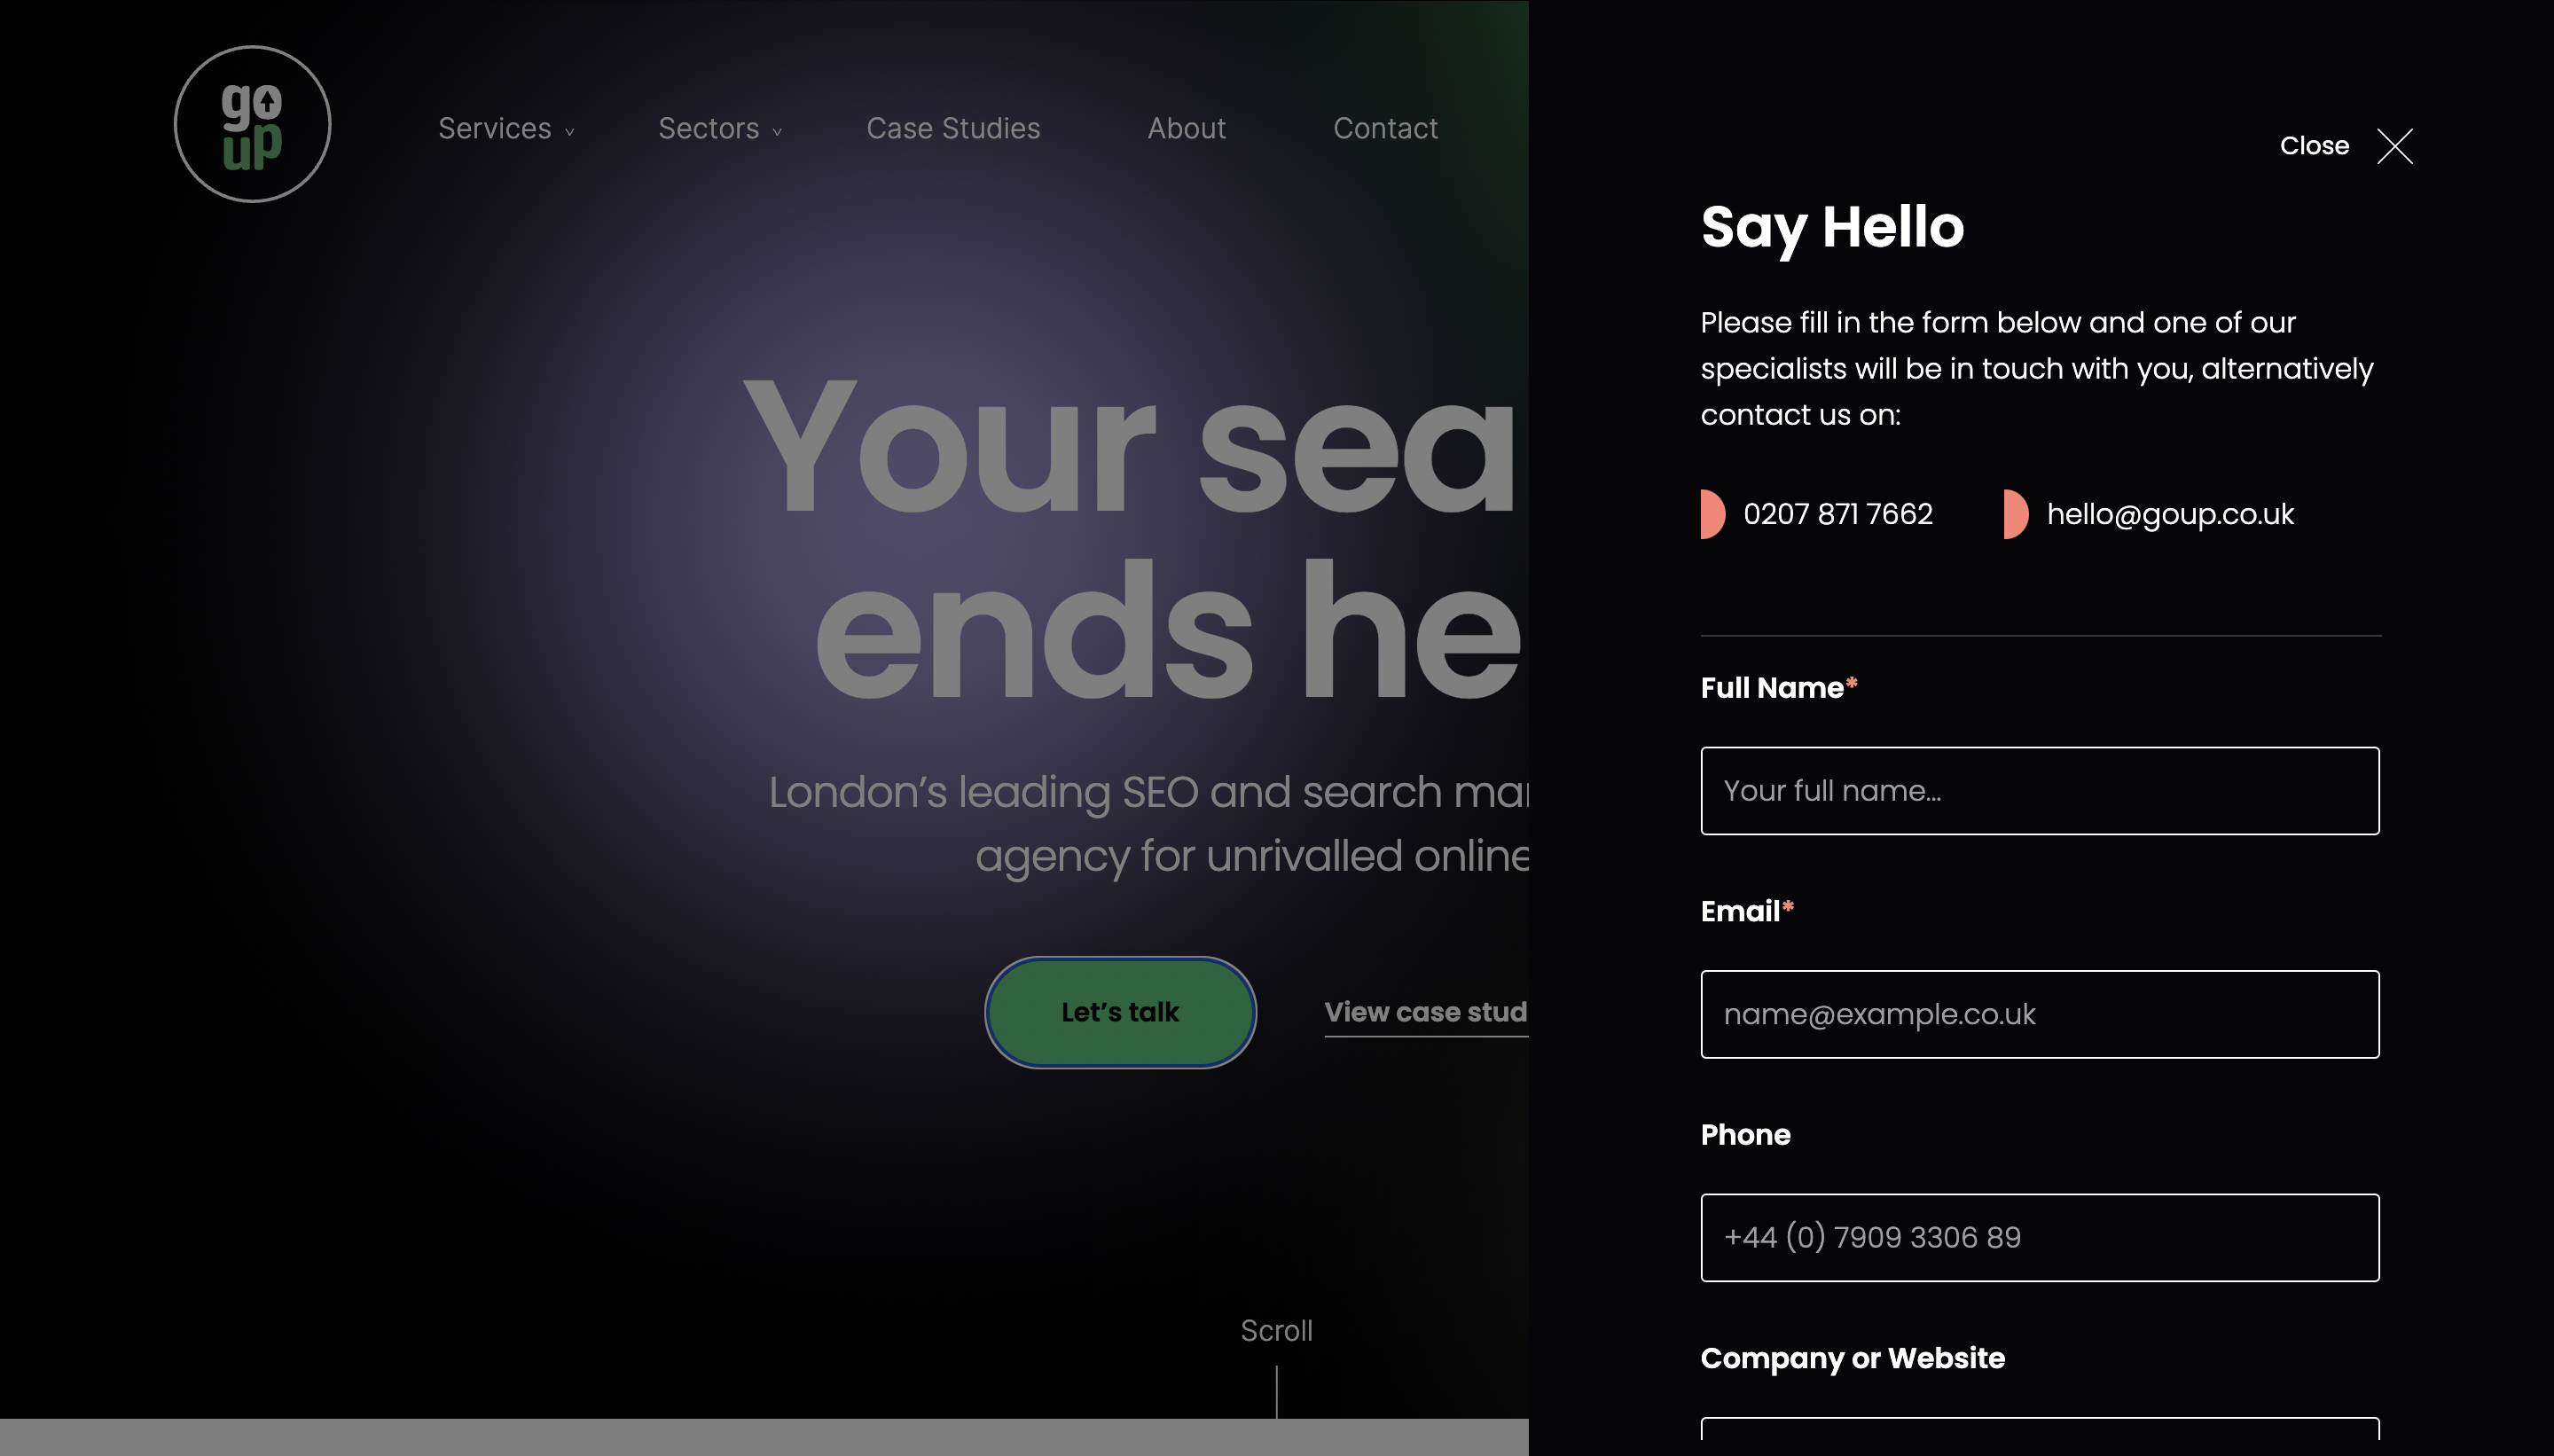 go
up
Services
Sectors
Case Studies
About
Contact
Your sea
ends he
London’s leading SEO and search mar
agency for unrivalled online
Let’s talk
View case stud
Scroll
Close
Say Hello
Please fill in the form below and one of our
specialists will be in touch with you, alternatively
contact us on:
0207 871 7662
hello@goup.co.uk
Full Name*
Your full name...
Email*
name@example.co.uk
Phone
+44 (0) 7909 3306 89
Company or Website